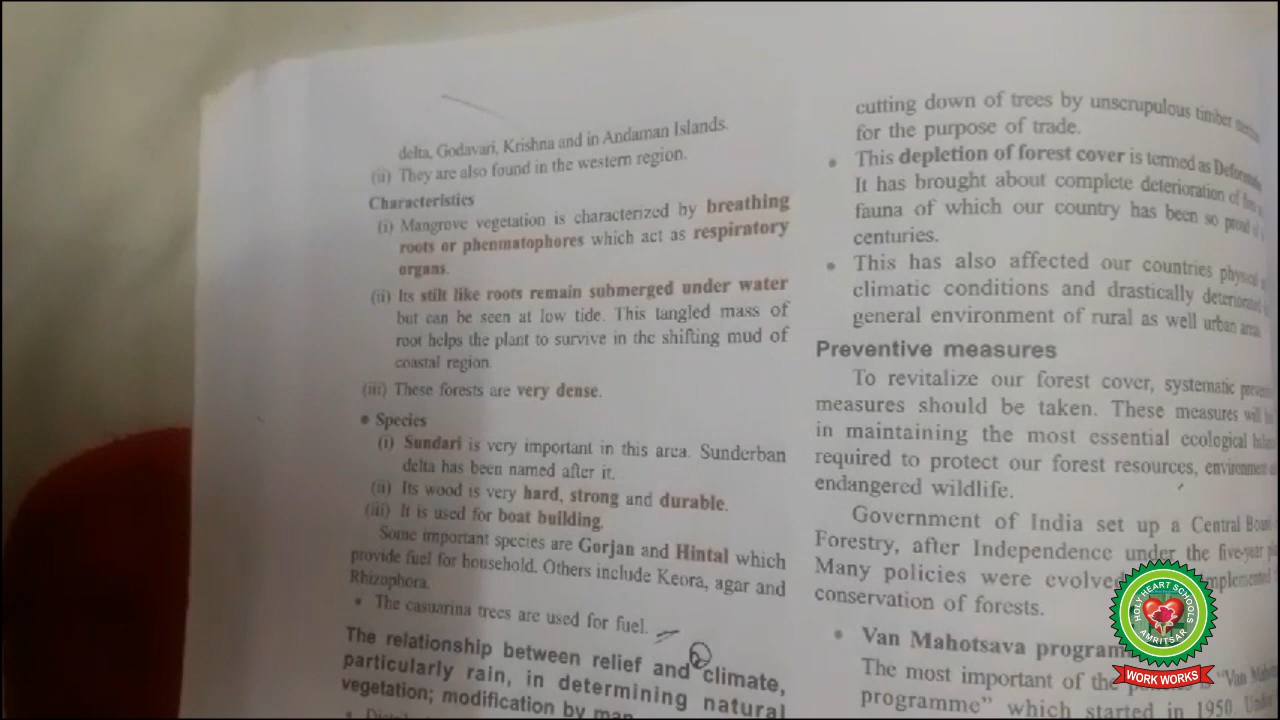 delta, Godavari, Krishna and in Andaman Islands.
(ii) They are also found in the western region.
Characteristics
(i) Mangrove vegetation is characterized by breathing
roots or phenmatophores which act as respiratory
organs.
(ii) Its stilt like roots remain submerged under water
but can be seen at low tide. This tangled mass of
root helps the plant to survive in the shifting mud of
coastal region.
(iii) These forests are very dense.
• Species
(i) Sundari is very important in this area. Sunderban
delta has been named after it.
(ii) Its wood is very hard, strong and durable.
(iii) It is used for boat building.
Some important species are Gorjan and Hintal which
provide fuel for household. Others include Keora, agar and
Rhizophora.
• The casuarina trees are used for fuel.
The relationship between relief and climate,
particularly rain, in determining natural
vegetation; modification by man
cutting down of trees by unscrupulous timber
for the purpose of trade.
• This depletion of forest cover is termed as
It has brought about complete deterioration of
fauna of which our country has been so proud
centuries.
• This has also affected our countries physical
climatic conditions and drastically deteriorated
general environment of rural as well urban
Preventive measures
To revitalize our forest cover, systematic
measures should be taken. These measures will
in maintaining the most essential ecological
required to protect our forest resources, environment
endangered wildlife.
Government of India set up a Central
Forestry, after Independence under the five-year
Many policies were evolved
conservation of forests.
• Van Mahotsava
The most important of the "Van
programme" which started in 1950.
HOLY HEART SCHOOLS
AMRITSAR
WORK WORKS